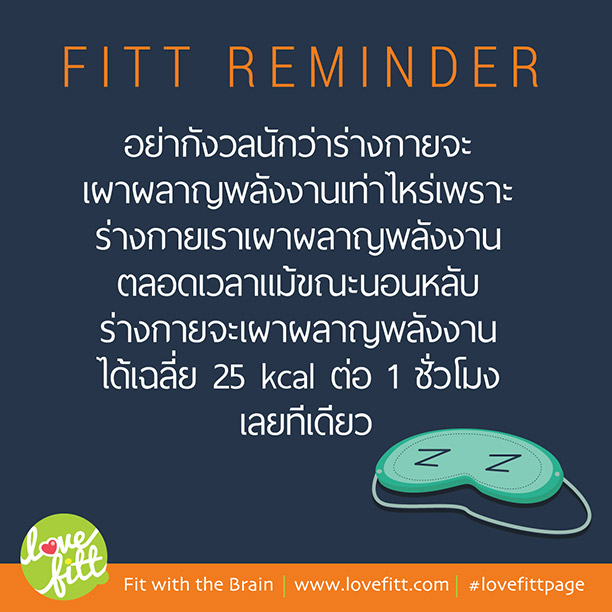 FITT REMINDER
อย่ากังวลนักว่าร่างกายจะ
เผาผลาญพลังงานเท่าไหร่เพราะ
ร่างกายเราเผาผลาญพลังงาน
ตลอดเวลาแม้ขณะนอนหลับ
ร่างกายจะเผาผลาญพลังงาน
ได้เฉลี่ย 25 kcal ต่อ 1 ชั่วโมง
เลยทีเดียว
Z Z
love
fitt
Fit with the Brain | www.lovefitt.com | #lovefittpage